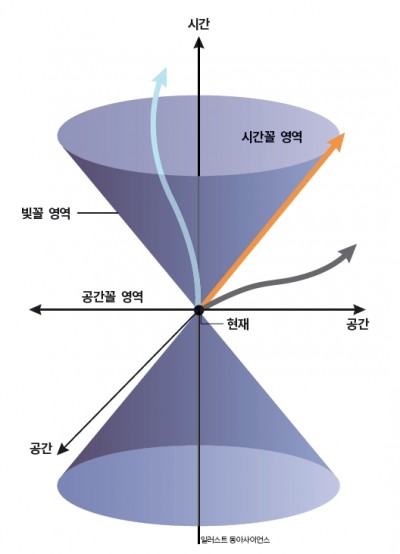 시간
시간꼴 영역
빛꼴 영역
공간꼴 영역
현재
공간
공간
일러스트 동아사이언스